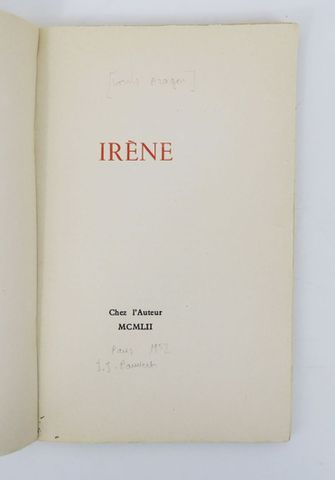 [Louis Aragon]
IRÈNE
Chez l'Auteur
MCMLII
Paris 1952
J.J. Pauvert